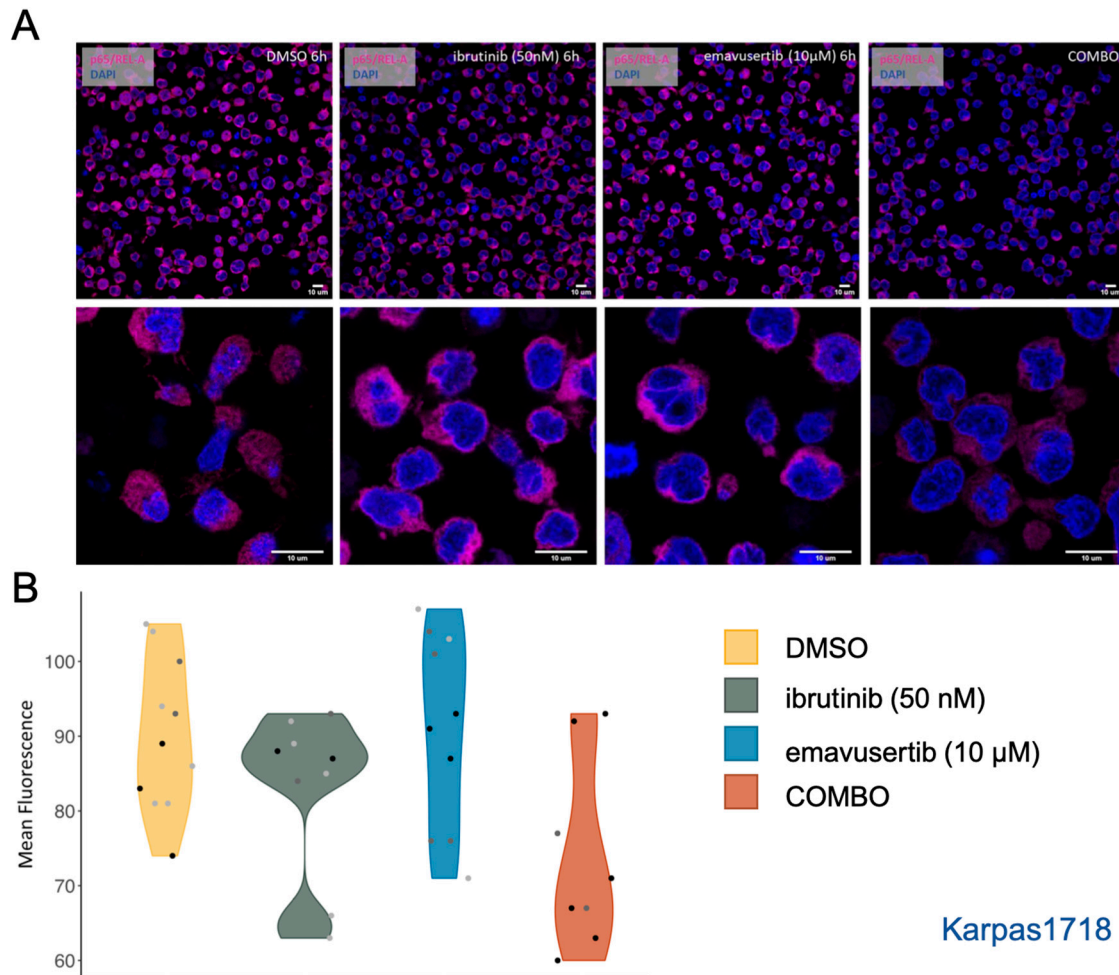 A
p65/REL-A
DAPI
DMSO 6h
p65/REL-A
DAPI
ibrutinib (50nM) 6h
p65/REL-A
DAPI
emavusertib (10μM) 6h
p65/REL-A
DAPI
COMBO
10 um
10 um
10 um
10 um
10 um
10 um
10 um
10 um
B
Mean Fluorescence
100
90
80
70
60
DMSO
ibrutinib (50 nM)
emavusertib (10 μM)
COMBO
Karpas1718